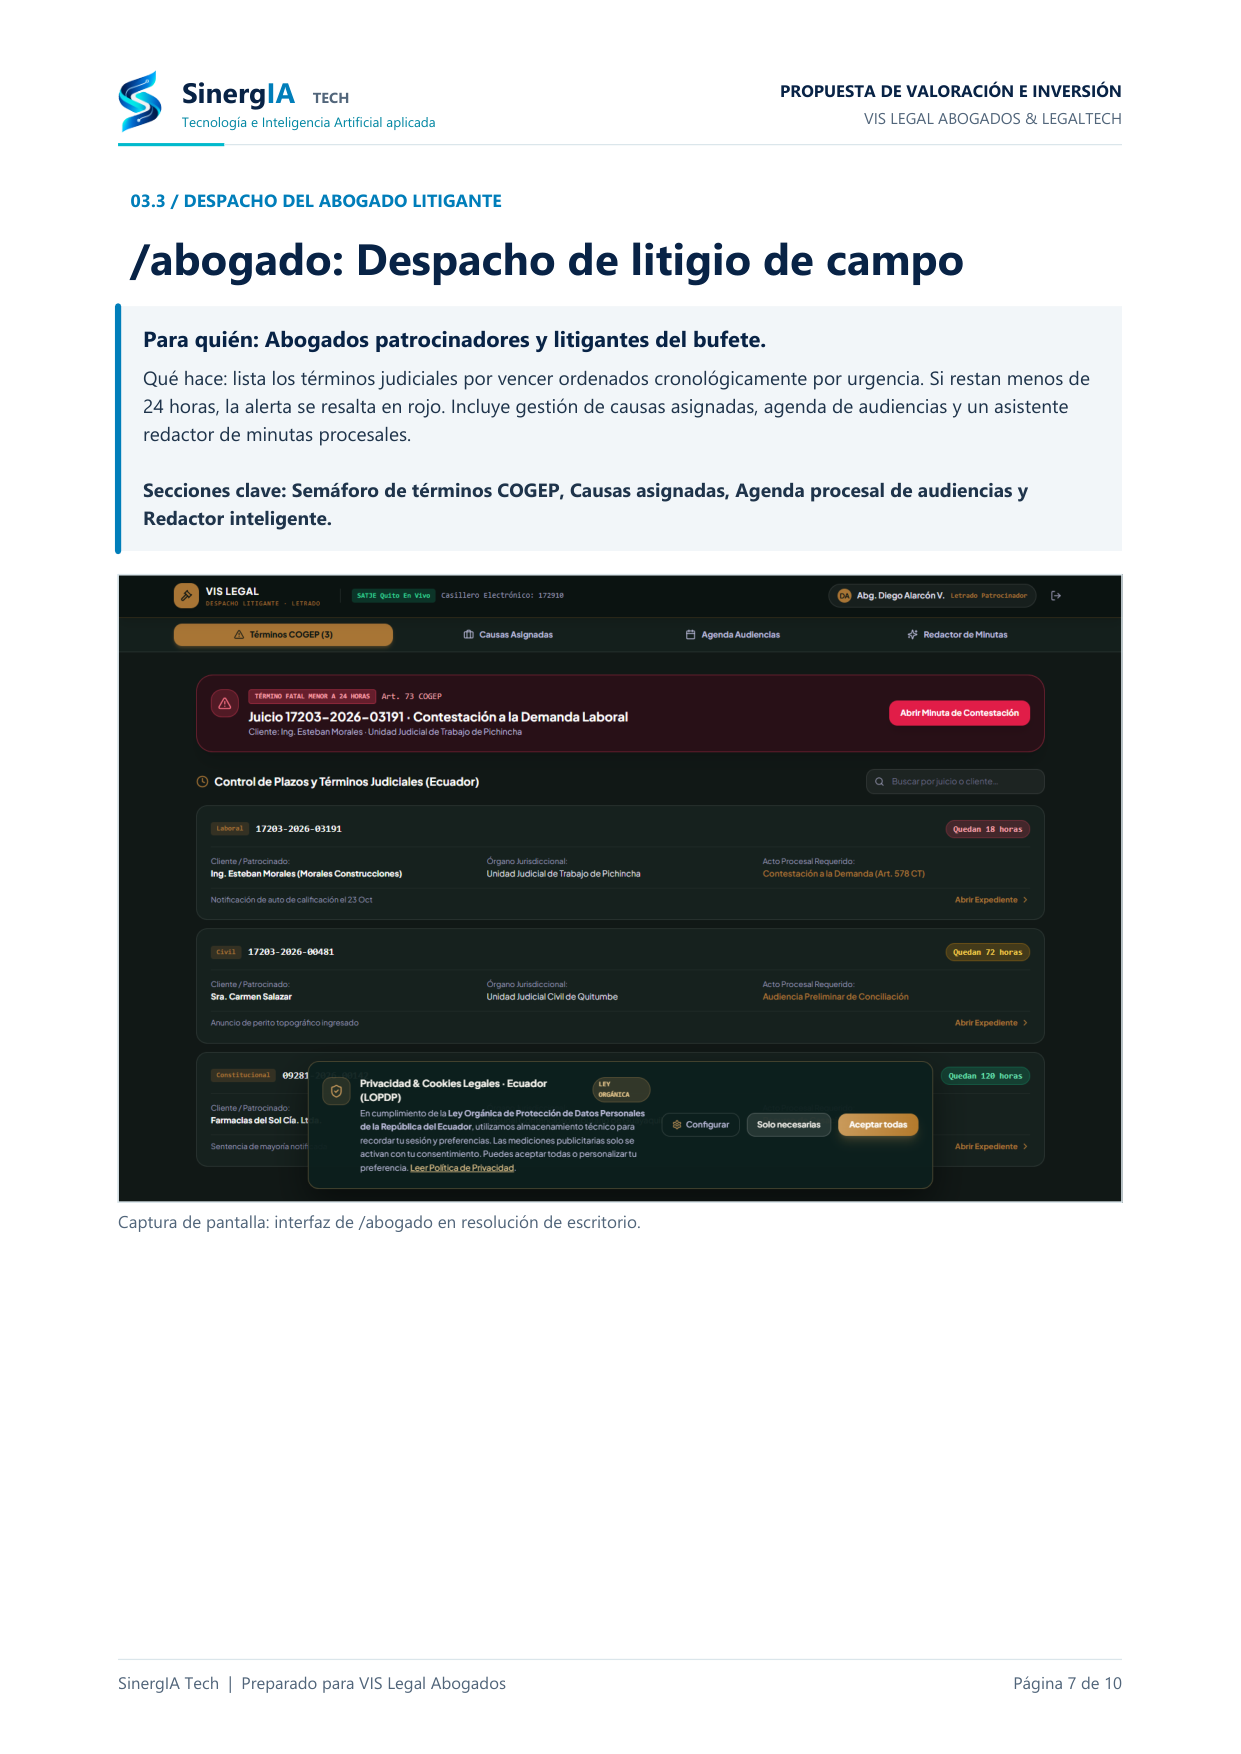 SinergIA TECH
Tecnología e Inteligencia Artificial aplicada
PROPUESTA DE VALORACIÓN E INVERSIÓN
VIS LEGAL ABOGADOS & LEGALTECH
03.3 / DESPACHO DEL ABOGADO LITIGANTE
/abogado: Despacho de litigio de campo
Para quién: Abogados patrocinadores y litigantes del bufete.
Qué hace: lista los términos judiciales por vencer ordenados cronológicamente por urgencia. Si restan menos de
24 horas, la alerta se resalta en rojo. Incluye gestión de causas asignadas, agenda de audiencias y un asistente
redactor de minutas procesales.
Secciones clave: Semáforo de términos COGEP, Causas asignadas, Agenda procesal de audiencias y
Redactor inteligente.
VIS LEGAL
DESPACHO LITIGANTE · LETRADO
SATJE Quito En Vivo Casillero Electrónico: 172910
DA Abg. Diego Alarcón V. Letrado Patrocinador
Términos COGEP (3)
Causas Asignadas
Agenda Audiencias
Redactor de Minutas
TÉRMINO FATAL MENOR A 24 HORAS Art. 73 COGEP
Juicio 17203-2026-03191 · Contestación a la Demanda Laboral
Cliente: Ing. Esteban Morales · Unidad Judicial de Trabajo de Pichincha
Abrir Minuta de Contestación
Control de Plazos y Términos Judiciales (Ecuador)
Buscar por juicio o cliente...
Laboral 17203-2026-03191
Quedan 18 horas
Cliente / Patrocinado: Órgano Jurisdiccional: Acto Procesal Requerido:
Ing. Esteban Morales (Morales Construcciones) Unidad Judicial de Trabajo de Pichincha Contestación a la Demanda (Art. 578 CT)
Notificación de auto de calificación el 23 Oct
Abrir Expediente
Civil 17203-2026-00481
Quedan 72 horas
Cliente / Patrocinado: Órgano Jurisdiccional: Acto Procesal Requerido:
Sra. Carmen Salazar Unidad Judicial Civil de Quitumbe Audiencia Preliminar de Conciliación
Anuncio de perito topográfico ingresado
Abrir Expediente
Constitucional 09281
Quedan 120 horas
Cliente / Patrocinado:
Farmacias del Sol Cía. Lt
Sentencia de mayoría notif
Abrir Expediente
Privacidad & Cookies Legales · Ecuador
(LOPDP)
LEY
ORGÁNICA
En cumplimiento de la Ley Orgánica de Protección de Datos Personales
de la República del Ecuador, utilizamos almacenamiento técnico para
recordar tu sesión y preferencias. Las mediciones publicitarias solo se
activan con tu consentimiento. Puedes aceptar todas o personalizar tu
preferencia. Leer Política de Privacidad.
Configurar
Solo necesarias
Aceptar todas
Captura de pantalla: interfaz de /abogado en resolución de escritorio.
SinergIA Tech | Preparado para VIS Legal Abogados
Página 7 de 10